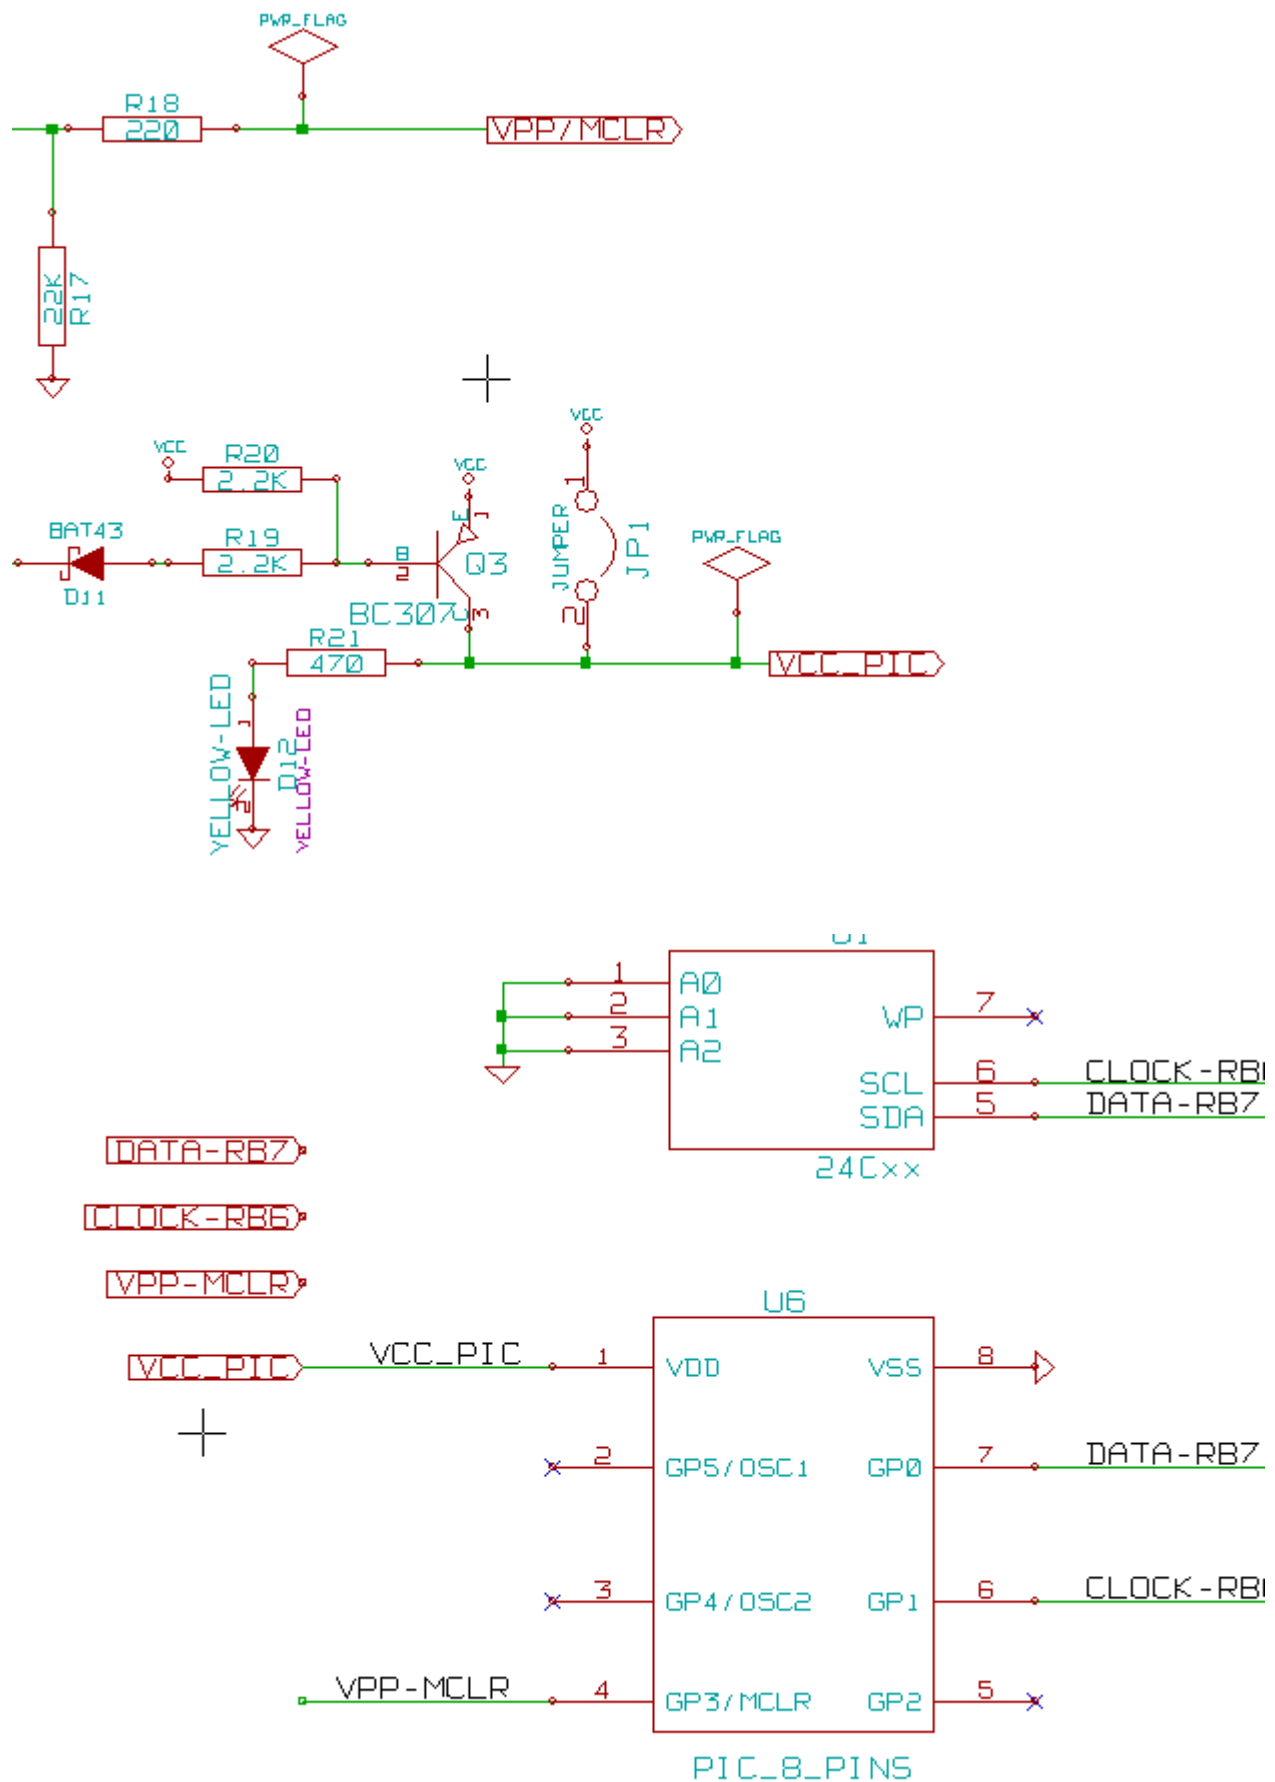 PWR_FLAG
R18
220
VPP/MCLR
22K
R17
VCC
VCC
R20
VCC
2.2K
1
E
1
BAT43
R19
JUMPER
JP1
PWR_FLAG
2.2K
B
2
Q3
D11
BC307
C
3
2
R21
470
VCC_PIC
YELLOW-LED
1
D12
YELLOW-LED
2
1
A0
2
A1
WP
7
3
A2
SCL
6
SDA
5
DATA-RB7
24Cxx
DATA-RB7
CLOCK-RB6
VPP-MCLR
U6
VCC_PIC
VCC_PIC
1
VDD
VSS
8
2
GP5/OSC1
GP0
7
DATA-RB7
3
GP4/OSC2
GP1
6
VPP-MCLR
4
GP3/MCLR
GP2
5
PIC_8_PINS